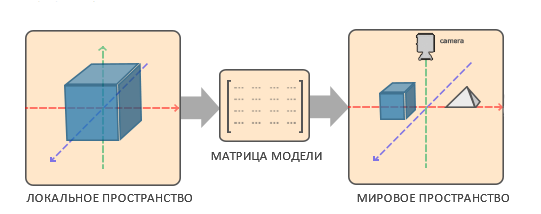 camera
МАТРИЦА МОДЕЛИ
ЛОКАЛЬНОЕ ПРОСТРАНСТВО
МИРОВОЕ ПРОСТРАНСТВО